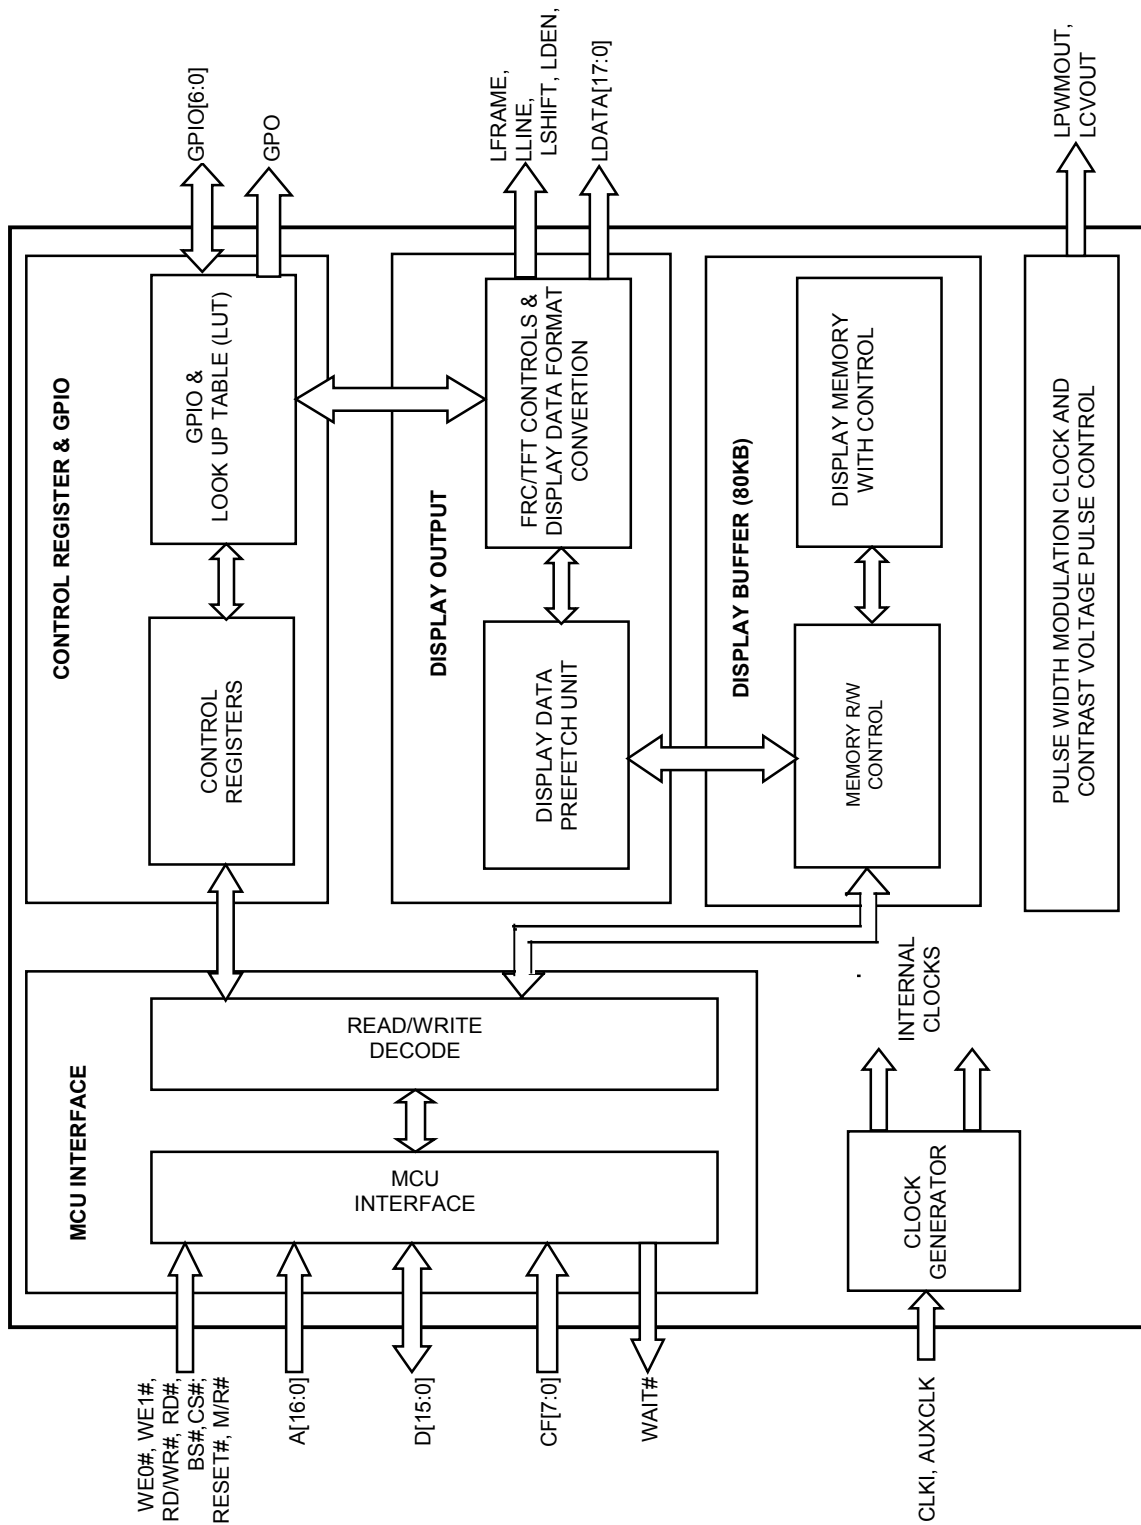 WE0#, WE1#,
RD/WR#, RD#,
BS#,CS#;
RESET#, M/R#
A[16:0]
D[15:0]
CF[7:0]
WAIT#
CLKI, AUXCLK
MCU INTERFACE
MCU
INTERFACE
READ/WRITE
DECODE
CLOCK
GENERATOR
INTERNAL
CLOCKS
CONTROL REGISTER & GPIO
CONTROL
REGISTERS
GPIO &
LOOK UP TABLE (LUT)
DISPLAY OUTPUT
DISPLAY DATA
PREFETCH UNIT
FRC/TFT CONTROLS &
DISPLAY DATA FORMAT
CONVERTION
DISPLAY BUFFER (80KB)
MEMORY R/W
CONTROL
DISPLAY MEMORY
WITH CONTROL
PULSE WIDTH MODULATION CLOCK AND
CONTRAST VOLTAGE PULSE CONTROL
GPIO[6:0]
GPO
LFRAME,
LLINE,
LSHIFT, LDEN,
LDATA[17:0]
LPWMOUT,
LCVOUT